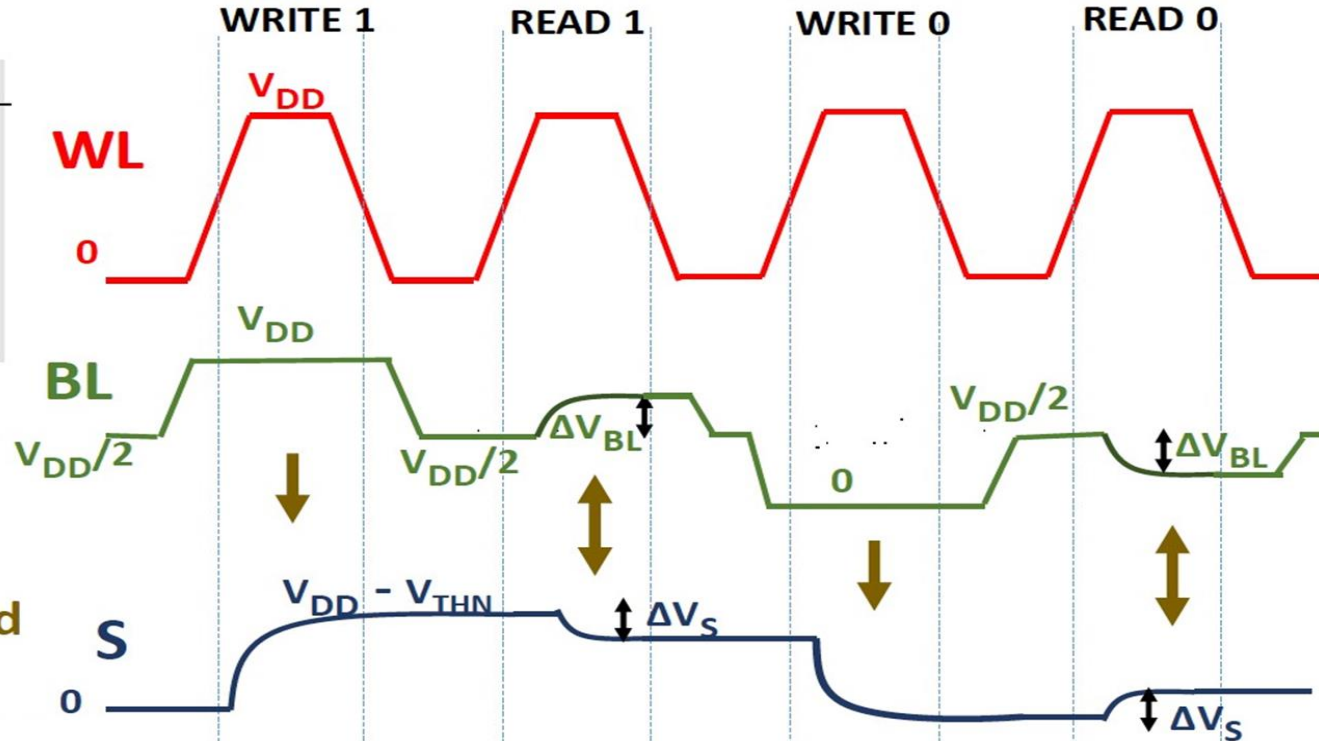 WRITE 1 READ 1 WRITE 0 READ 0
VDD
WL
0
VDD
BL
VDD/2
VDD/2
ΔVBL
0
VDD/2
ΔVBL
VDD - VTHN
ΔVS
d
S
0
ΔVS